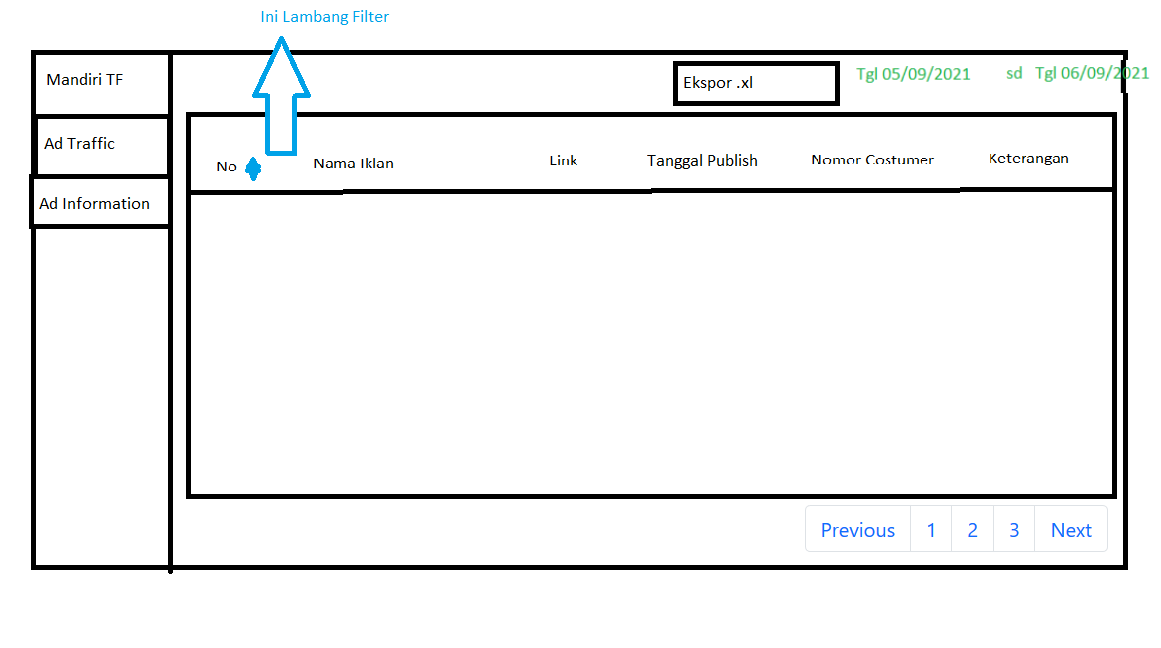 Ini Lambang Filter
Mandiri TF
Ekspor .xl
Tgl 05/09/2021 sd Tgl 06/09/2021
Ad Traffic
Ad Information
No Nama Iklan Link Tanggal Publish Nomor Costumer Keterangan
Previous 1 2 3 Next